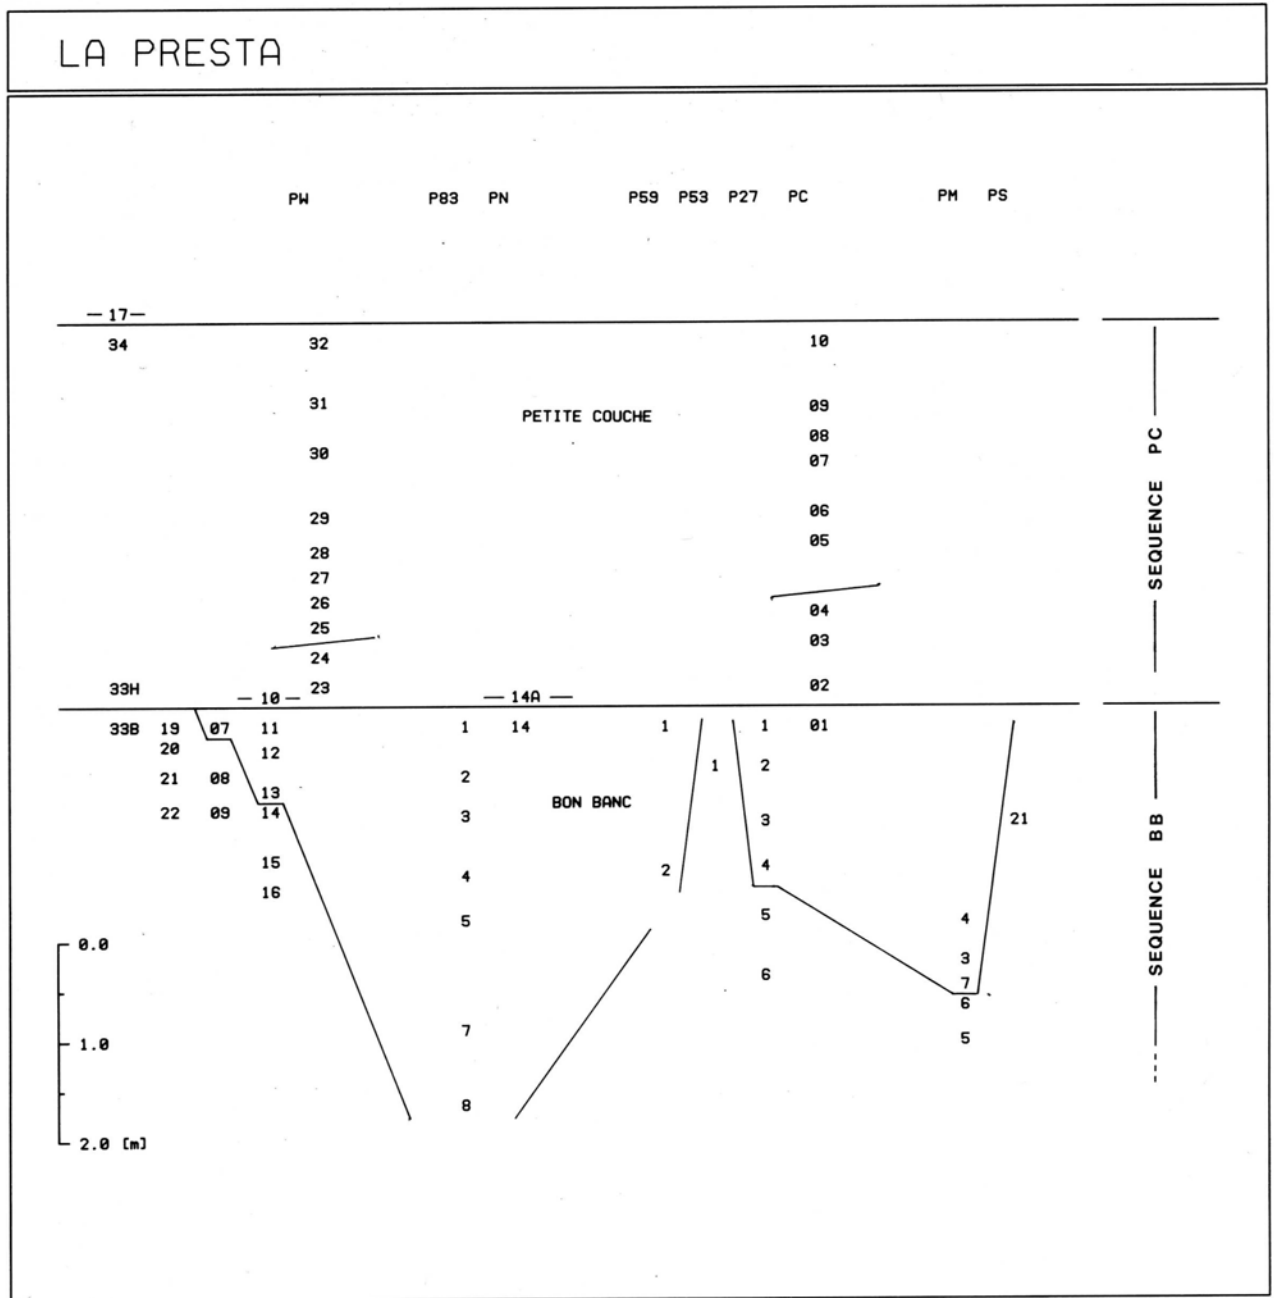 LA PRESTA
PW P83 PN P59 P53 P27 PC PM PS
— 17 —
34 32 10
31 09
PETITE COUCHE
08
30 07
29 06
28 05
27
26 04
25
24 03
33H 23 02
— 10 — — 14A —
33B 19 07 11 1 14 1 1 01
20 12
1 2
21 08 2
13 BON BANC
22 09 14 3 3 21
15 2 4
4
16
5 5 4
0.0
3
6
7
6
7
1.0 5
8
2.0 [m]
SEQUENCE PC
SEQUENCE BB